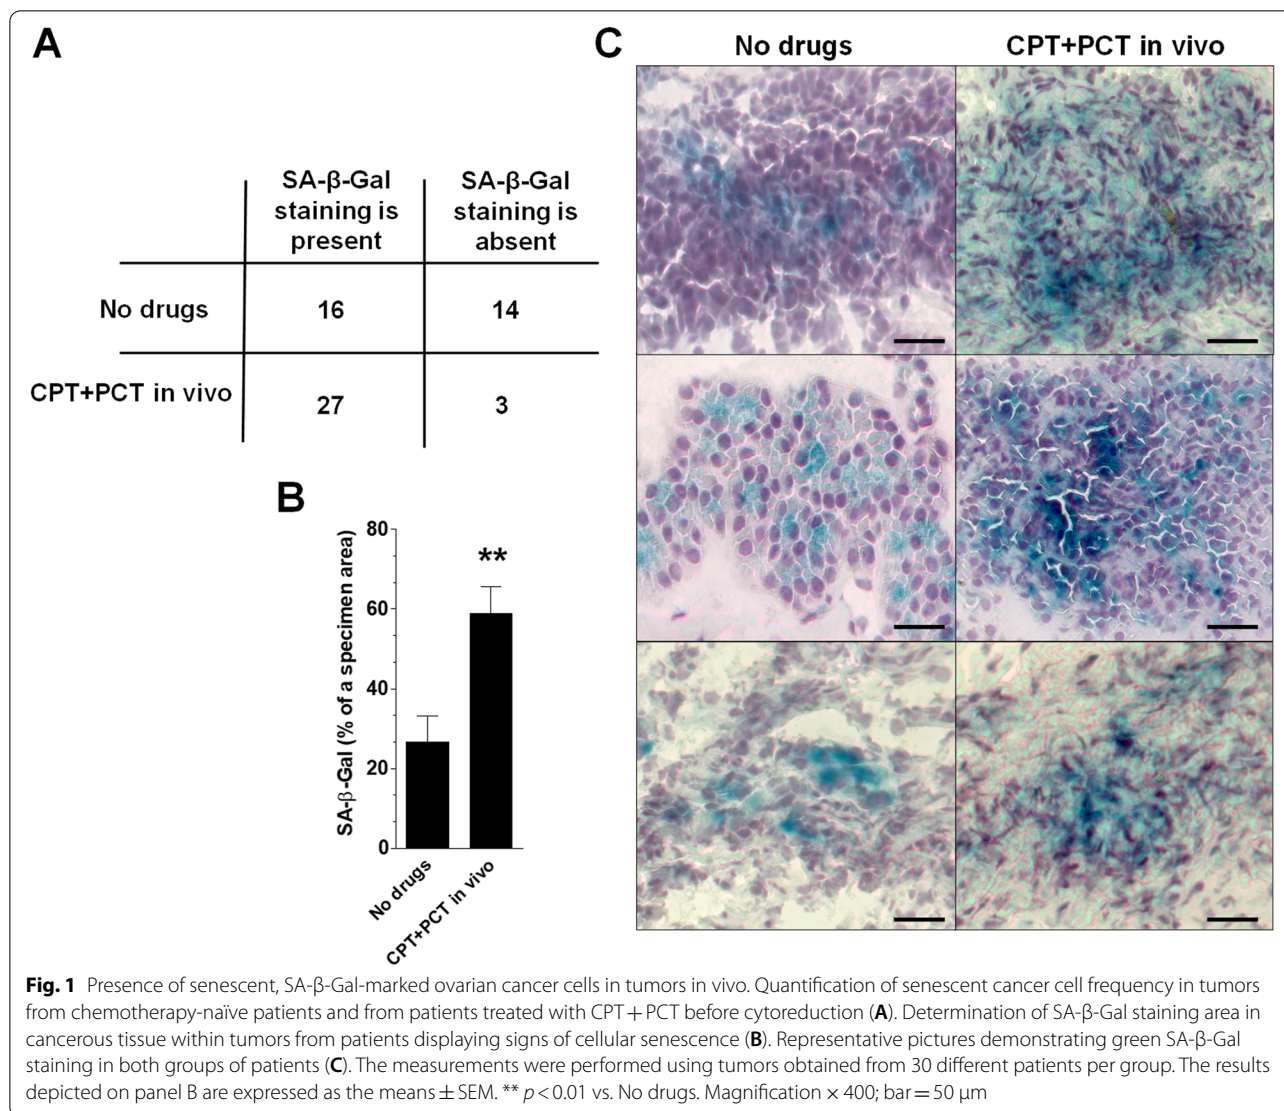 A
SA-β-Gal staining is present
SA-β-Gal staining is absent
No drugs 16 14
CPT+PCT in vivo 27 3
B
SA-β-Gal (% of a specimen area)
80
60
40
20
0
**
No drugs
CPT+PCT in vivo
C
No drugs CPT+PCT in vivo
Fig. 1 Presence of senescent, SA-β-Gal-marked ovarian cancer cells in tumors in vivo. Quantification of senescent cancer cell frequency in tumors
from chemotherapy-naïve patients and from patients treated with CPT + PCT before cytoreduction (A). Determination of SA-β-Gal staining area in
cancerous tissue within tumors from patients displaying signs of cellular senescence (B). Representative pictures demonstrating green SA-β-Gal
staining in both groups of patients (C). The measurements were performed using tumors obtained from 30 different patients per group. The results
depicted on panel B are expressed as the means ± SEM. ** p < 0.01 vs. No drugs. Magnification × 400; bar = 50 μm